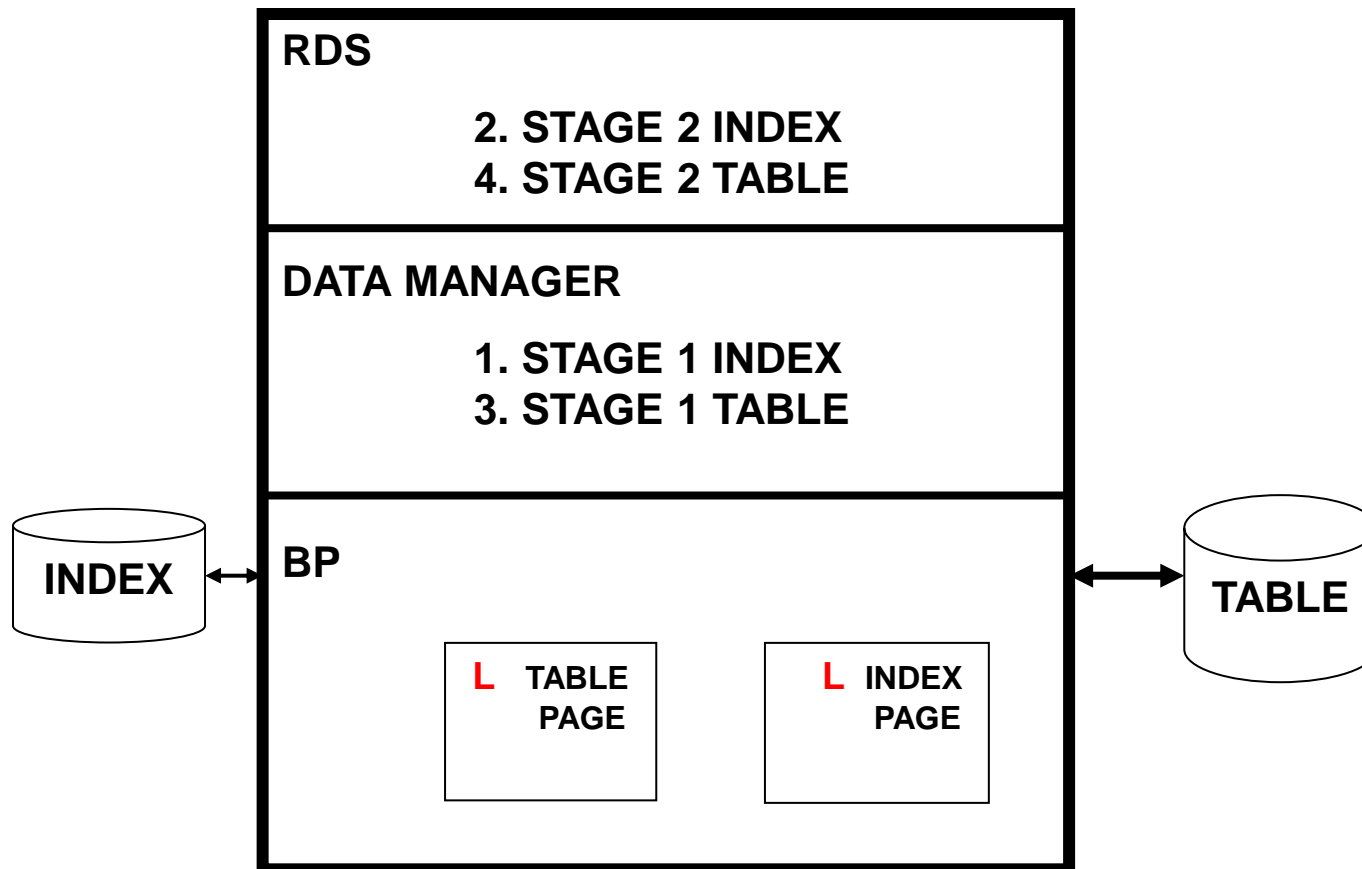 RDS
2. STAGE 2 INDEX
4. STAGE 2 TABLE
DATA MANAGER
1. STAGE 1 INDEX
3. STAGE 1 TABLE
INDEX
BP
TABLE
L TABLE
PAGE
L INDEX
PAGE